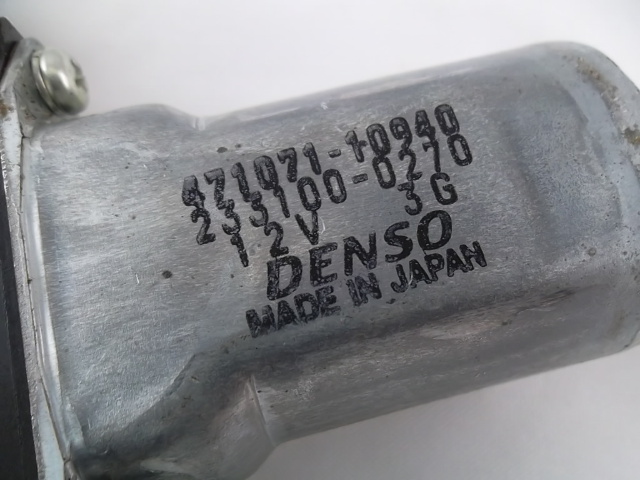 471071-10940
233100-0270
12V 3G
DENSO
MADE IN JAPAN